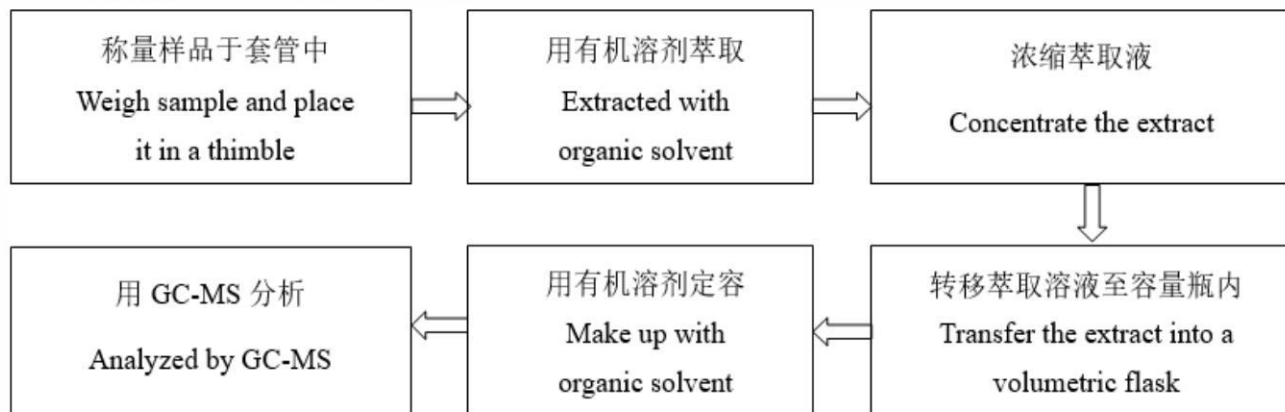 称量样品于套管中
Weigh sample and place
it in a thimble
用有机溶剂萃取
Extracted with
organic solvent
浓缩萃取液
Concentrate the extract
转移萃取溶液至容量瓶内
Transfer the extract into a
volumetric flask
用有机溶剂定容
Make up with
organic solvent
用 GC-MS 分析
Analyzed by GC-MS